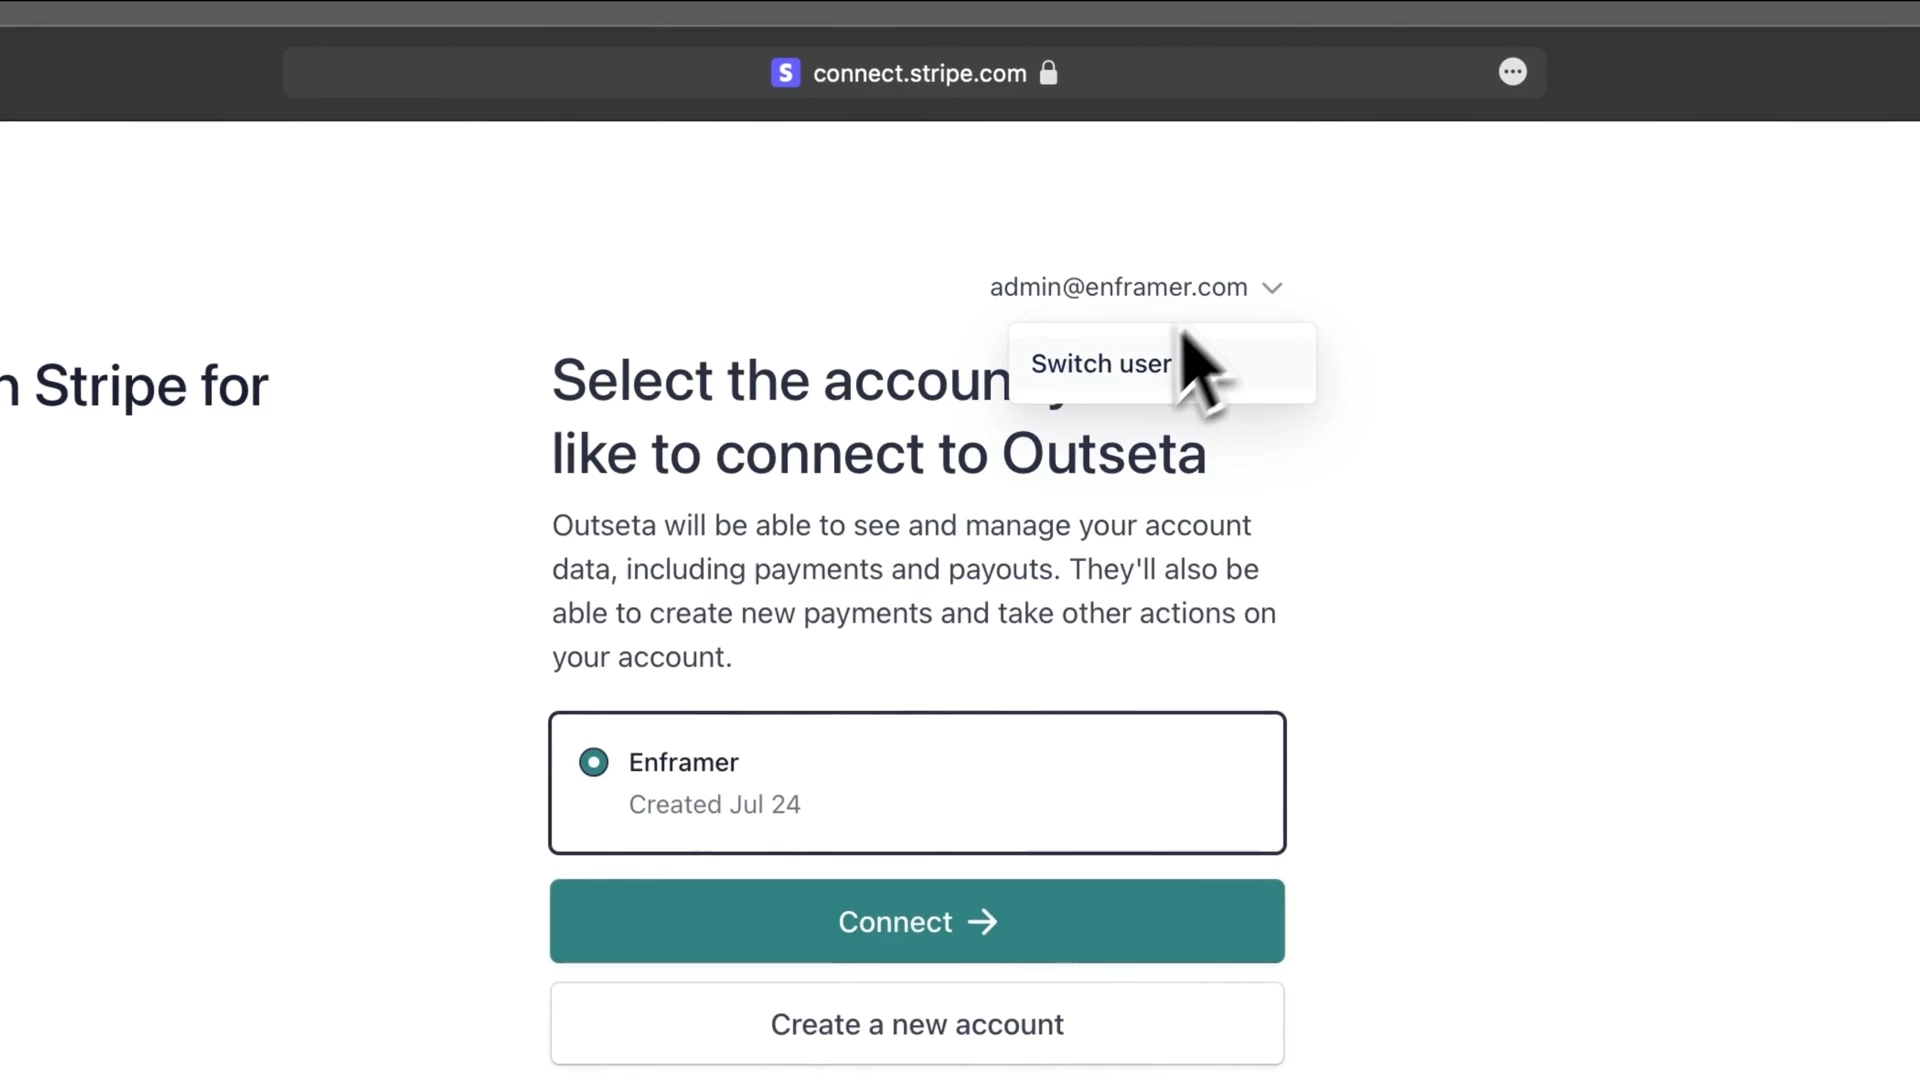 S connect.stripe.com
admin@enframer.com
Switch user
n Stripe for
Select the accoun
like to connect to Outseta
Outseta will be able to see and manage your account
data, including payments and payouts. They'll also be
able to create new payments and take other actions on
your account.
Enframer
Created Jul 24
Connect →
Create a new account